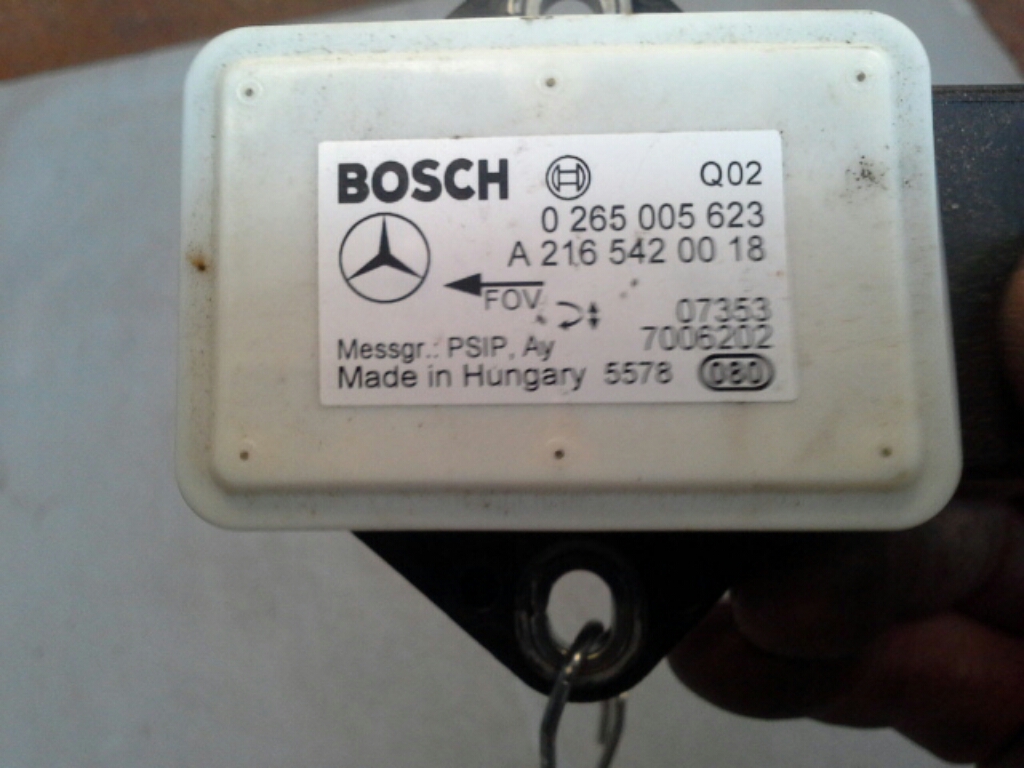 BOSCH
Q02
0 265 005 623
A 216 542 00 18
FOV
07353
Messgr.: PSIP, Ay 7006202
Made in Hungary 5578 080